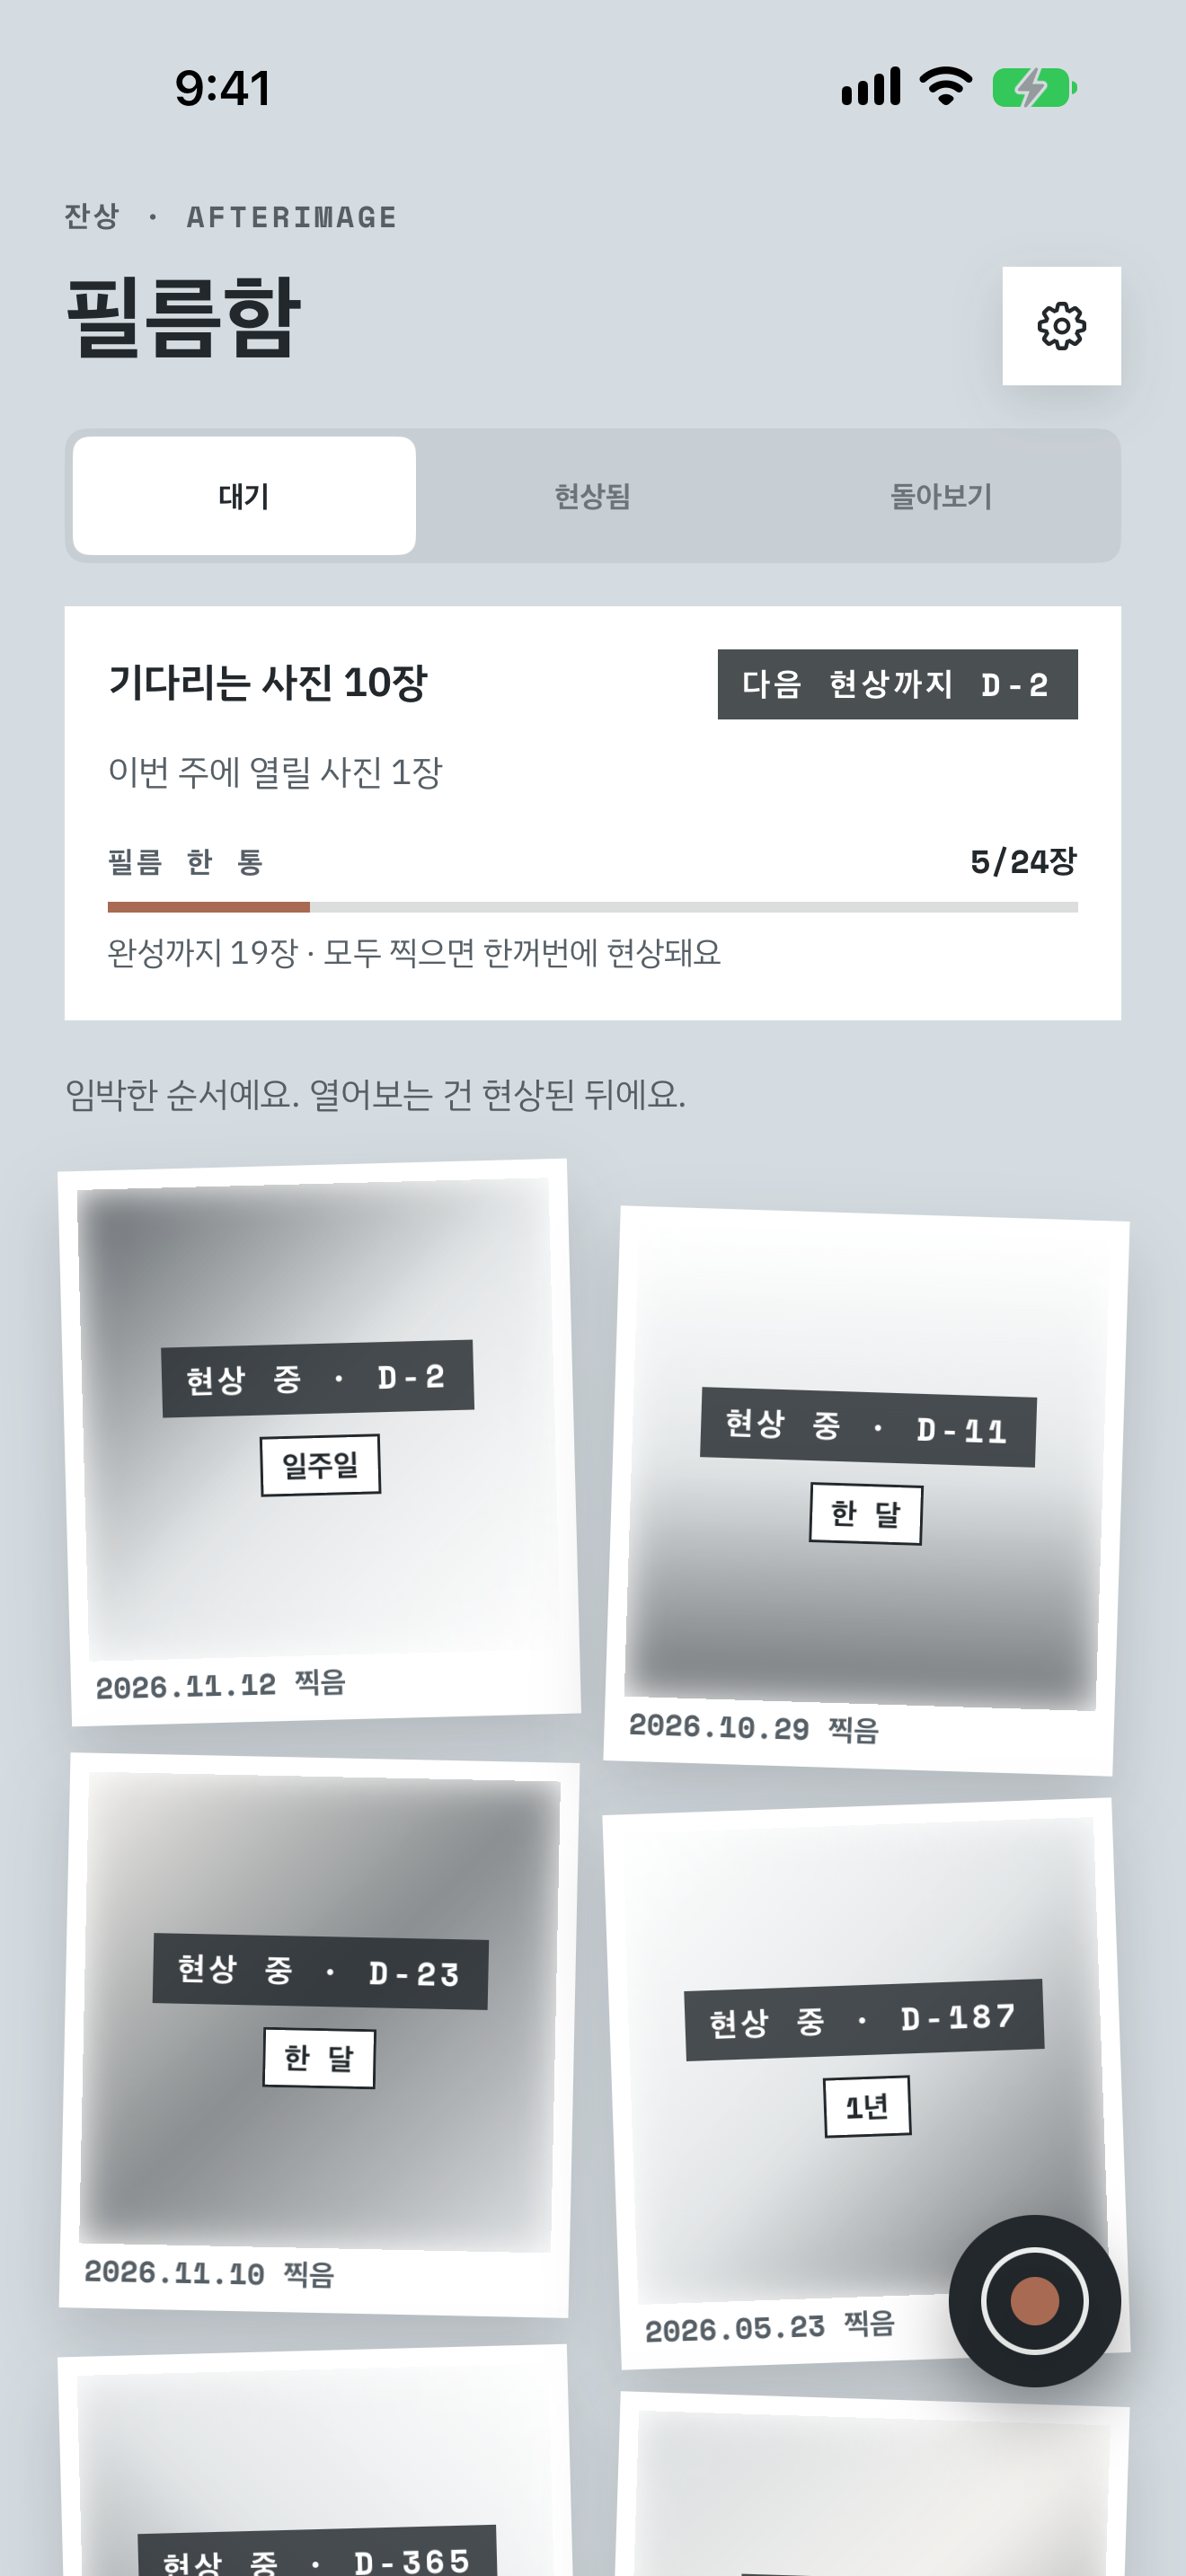 9:41
잔상 · AFTERIMAGE
필름함
대기 현상됨 돌아보기
기다리는 사진 10장
다음 현상까지 D-2
이번 주에 열릴 사진 1장
필름 한 통 5/24장
완성까지 19장 · 모두 찍으면 한꺼번에 현상돼요
임박한 순서예요. 열어보는 건 현상된 뒤에요.
현상 중 · D-2
일주일
2026.11.12 찍음
현상 중 · D-11
한 달
2026.10.29 찍음
현상 중 · D-23
한 달
2026.11.10 찍음
현상 중 · D-187
1년
2026.05.23 찍음
현상 중 · D-365